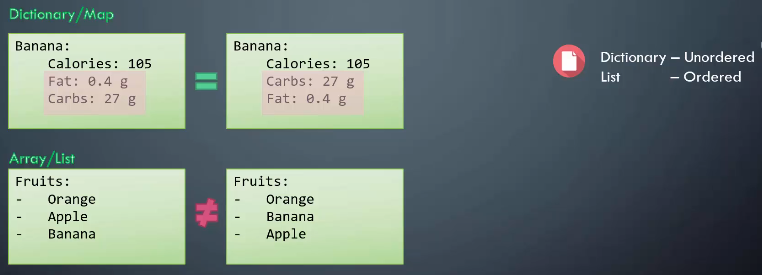 Dictionary/Map
Banana:
Calories: 105
Fat: 0.4 g
Carbs: 27 g
=
Banana:
Calories: 105
Carbs: 27 g
Fat: 0.4 g
Dictionary – Unordered
List – Ordered
Array/List
Fruits:
- Orange
- Apple
- Banana
≠
Fruits:
- Orange
- Banana
- Apple